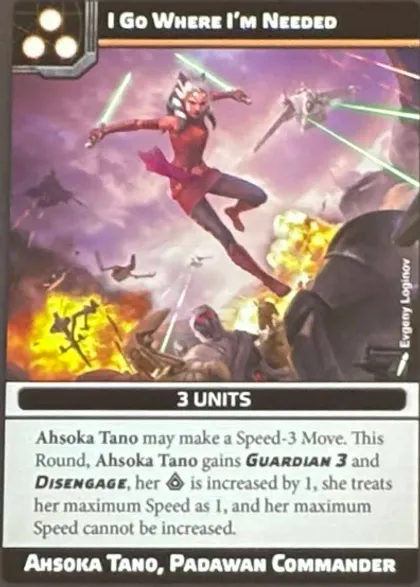 I Go Where I'm Needed
Evgeny Loginov
3 UNITS
Ahsoka Tano may make a Speed-3 Move. This
Round, Ahsoka Tano gains Guardian 3 and
Disengage, her is increased by 1, she treats
her maximum Speed as 1, and her maximum
Speed cannot be increased.
Ahsoka Tano, Padawan Commander